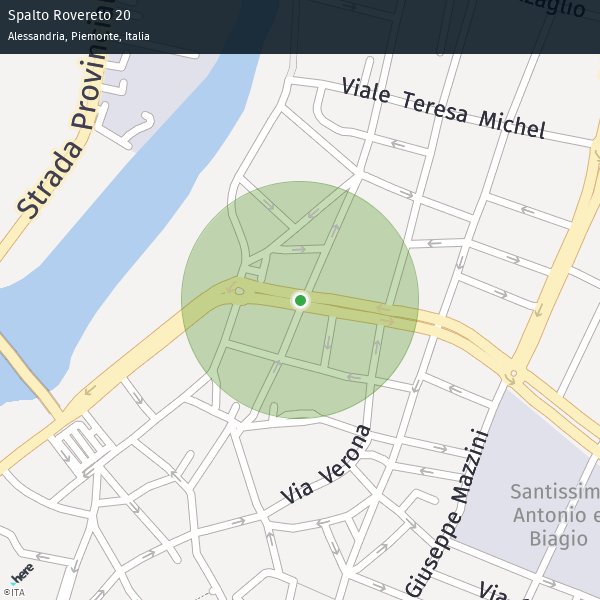 Spalto Rovereto 20
Alessandria, Piemonte, Italia
Viale Teresa Michel
Strada
Via Verona
Giuseppe Mazzini
Santissim
Antonio e
Biagio
Via
here
©ITA